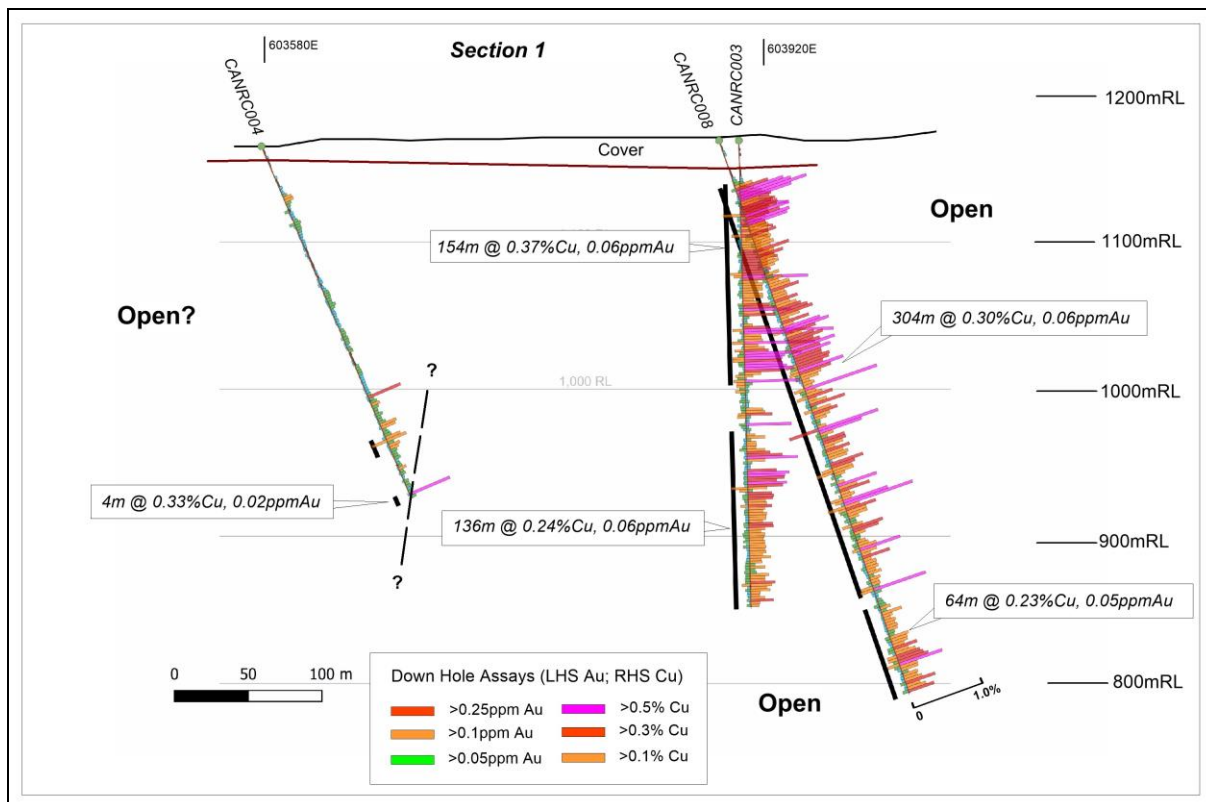 603580E
Section 1
603920E
CANRC004
CANRC008
CANRC003
1200mRL
Cover
Open
154m @ 0.37%Cu, 0.06ppmAu
1100mRL
Open?
304m @ 0.30%Cu, 0.06ppmAu
?
1,000 RL
1000mRL
4m @ 0.33%Cu, 0.02ppmAu
136m @ 0.24%Cu, 0.06ppmAu
900mRL
?
64m @ 0.23%Cu, 0.05ppmAu
0 50 100 m
Down Hole Assays (LHS Au; RHS Cu)
>0.25ppm Au >0.5% Cu
>0.1ppm Au >0.3% Cu
>0.05ppm Au >0.1% Cu
Open
0 1.0%
800mRL